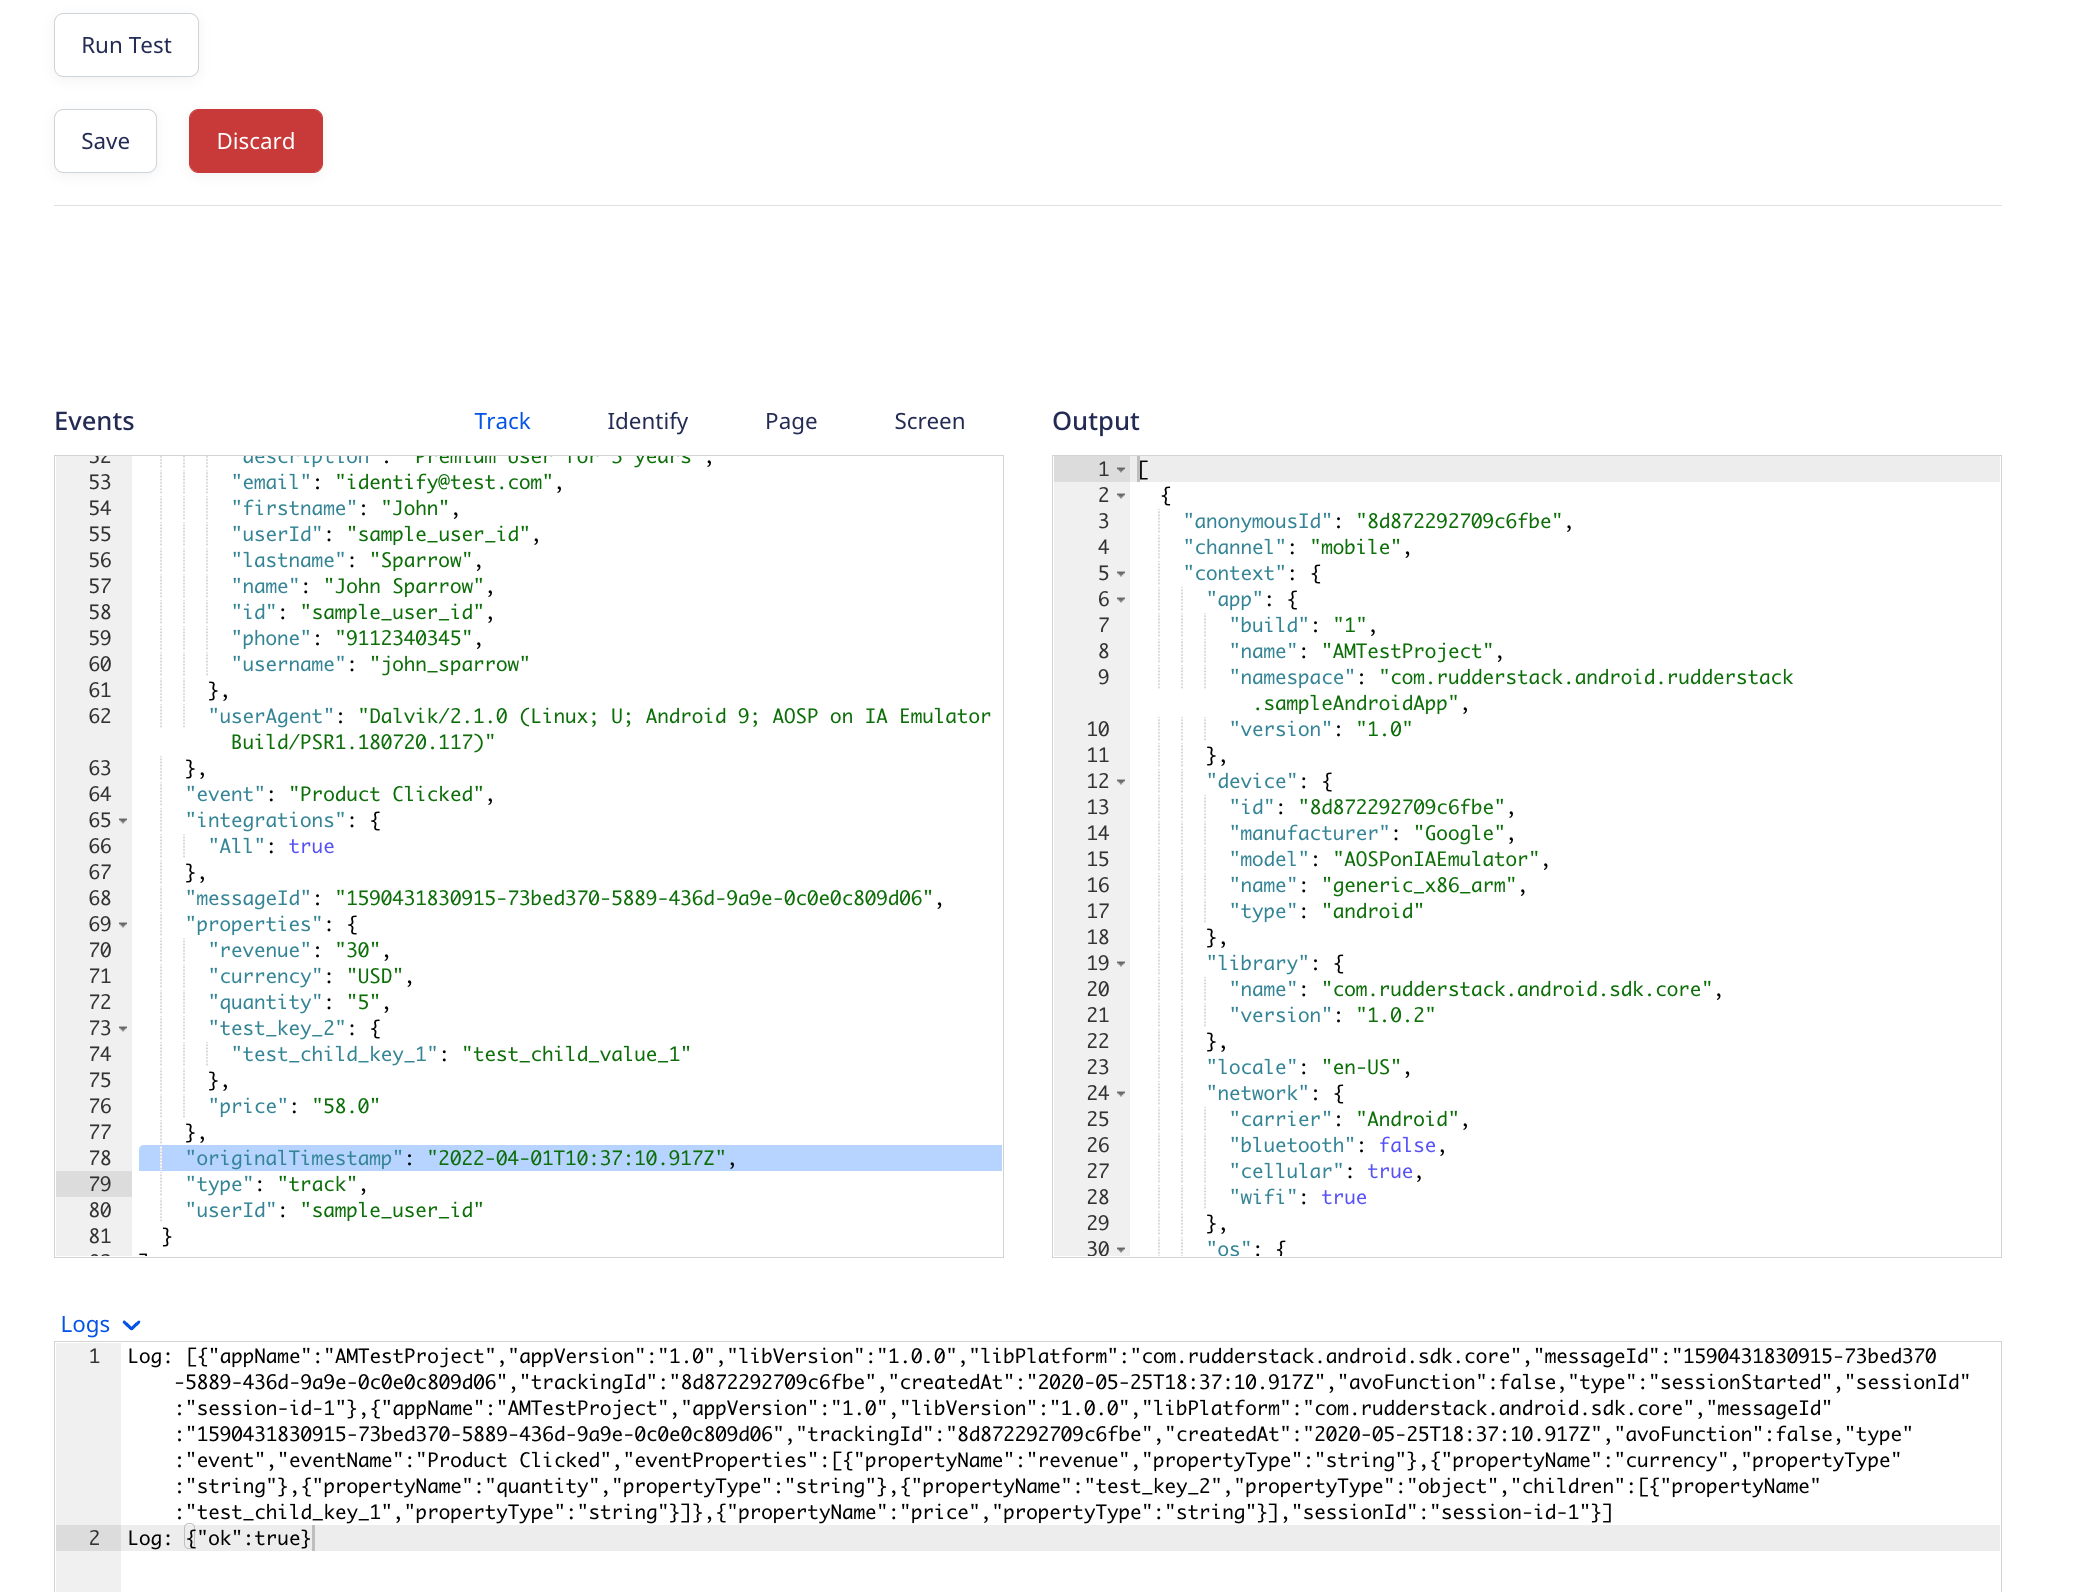 Run Test
Save Discard
Events Track Identify Page Screen
52 "description": "Premium User for 3 years",
53 "email": "identify@test.com",
54 "firstname": "John",
55 "userId": "sample_user_id",
56 "lastname": "Sparrow",
57 "name": "John Sparrow",
58 "id": "sample_user_id",
59 "phone": "9112340345",
60 "username": "john_sparrow"
61 },
62 "userAgent": "Dalvik/2.1.0 (Linux; U; Android 9; AOSP on IA Emulator
Build/PSR1.180720.117)"
63 },
64 "event": "Product Clicked",
65 "integrations": {
66 "All": true
67 },
68 "messageId": "1590431830915-73bed370-5889-436d-9a9e-0c0e0c809d06",
69 "properties": {
70 "revenue": "30",
71 "currency": "USD",
72 "quantity": "5",
73 "test_key_2": {
74 "test_child_key_1": "test_child_value_1"
75 },
76 "price": "58.0"
77 },
78 "originalTimestamp": "2022-04-01T10:37:10.917Z",
79 "type": "track",
80 "userId": "sample_user_id"
81 }
Output
1 [
2 {
3 "anonymousId": "8d872292709c6fbe",
4 "channel": "mobile",
5 "context": {
6 "app": {
7 "build": "1",
8 "name": "AMTestProject",
9 "namespace": "com.rudderstack.android.rudderstack
.sampleAndroidApp",
10 "version": "1.0"
11 },
12 "device": {
13 "id": "8d872292709c6fbe",
14 "manufacturer": "Google",
15 "model": "AOSPonIAEmulator",
16 "name": "generic_x86_arm",
17 "type": "android"
18 },
19 "library": {
20 "name": "com.rudderstack.android.sdk.core",
21 "version": "1.0.2"
22 },
23 "locale": "en-US",
24 "network": {
25 "carrier": "Android",
26 "bluetooth": false,
27 "cellular": true,
28 "wifi": true
29 },
30 "os": {
Logs
1 Log: [{"appName":"AMTestProject","appVersion":"1.0","libVersion":"1.0.0","libPlatform":"com.rudderstack.android.sdk.core","messageId":"1590431830915-73bed370
-5889-436d-9a9e-0c0e0c809d06","trackingId":"8d872292709c6fbe","createdAt":"2020-05-25T18:37:10.917Z","avoFunction":false,"type":"sessionStarted","sessionId"
:"session-id-1"},{"appName":"AMTestProject","appVersion":"1.0","libVersion":"1.0.0","libPlatform":"com.rudderstack.android.sdk.core","messageId"
:"1590431830915-73bed370-5889-436d-9a9e-0c0e0c809d06","trackingId":"8d872292709c6fbe","createdAt":"2020-05-25T18:37:10.917Z","avoFunction":false,"type"
:"event","eventName":"Product Clicked","eventProperties":[{"propertyName":"revenue","propertyType":"string"},{"propertyName":"currency","propertyType"
:"string"},{"propertyName":"quantity","propertyType":"string"},{"propertyName":"test_key_2","propertyType":"object","children":[{"propertyName"
:"test_child_key_1","propertyType":"string"}]},{"propertyName":"price","propertyType":"string"}],"sessionId":"session-id-1"}]
2 Log: {"ok":true}